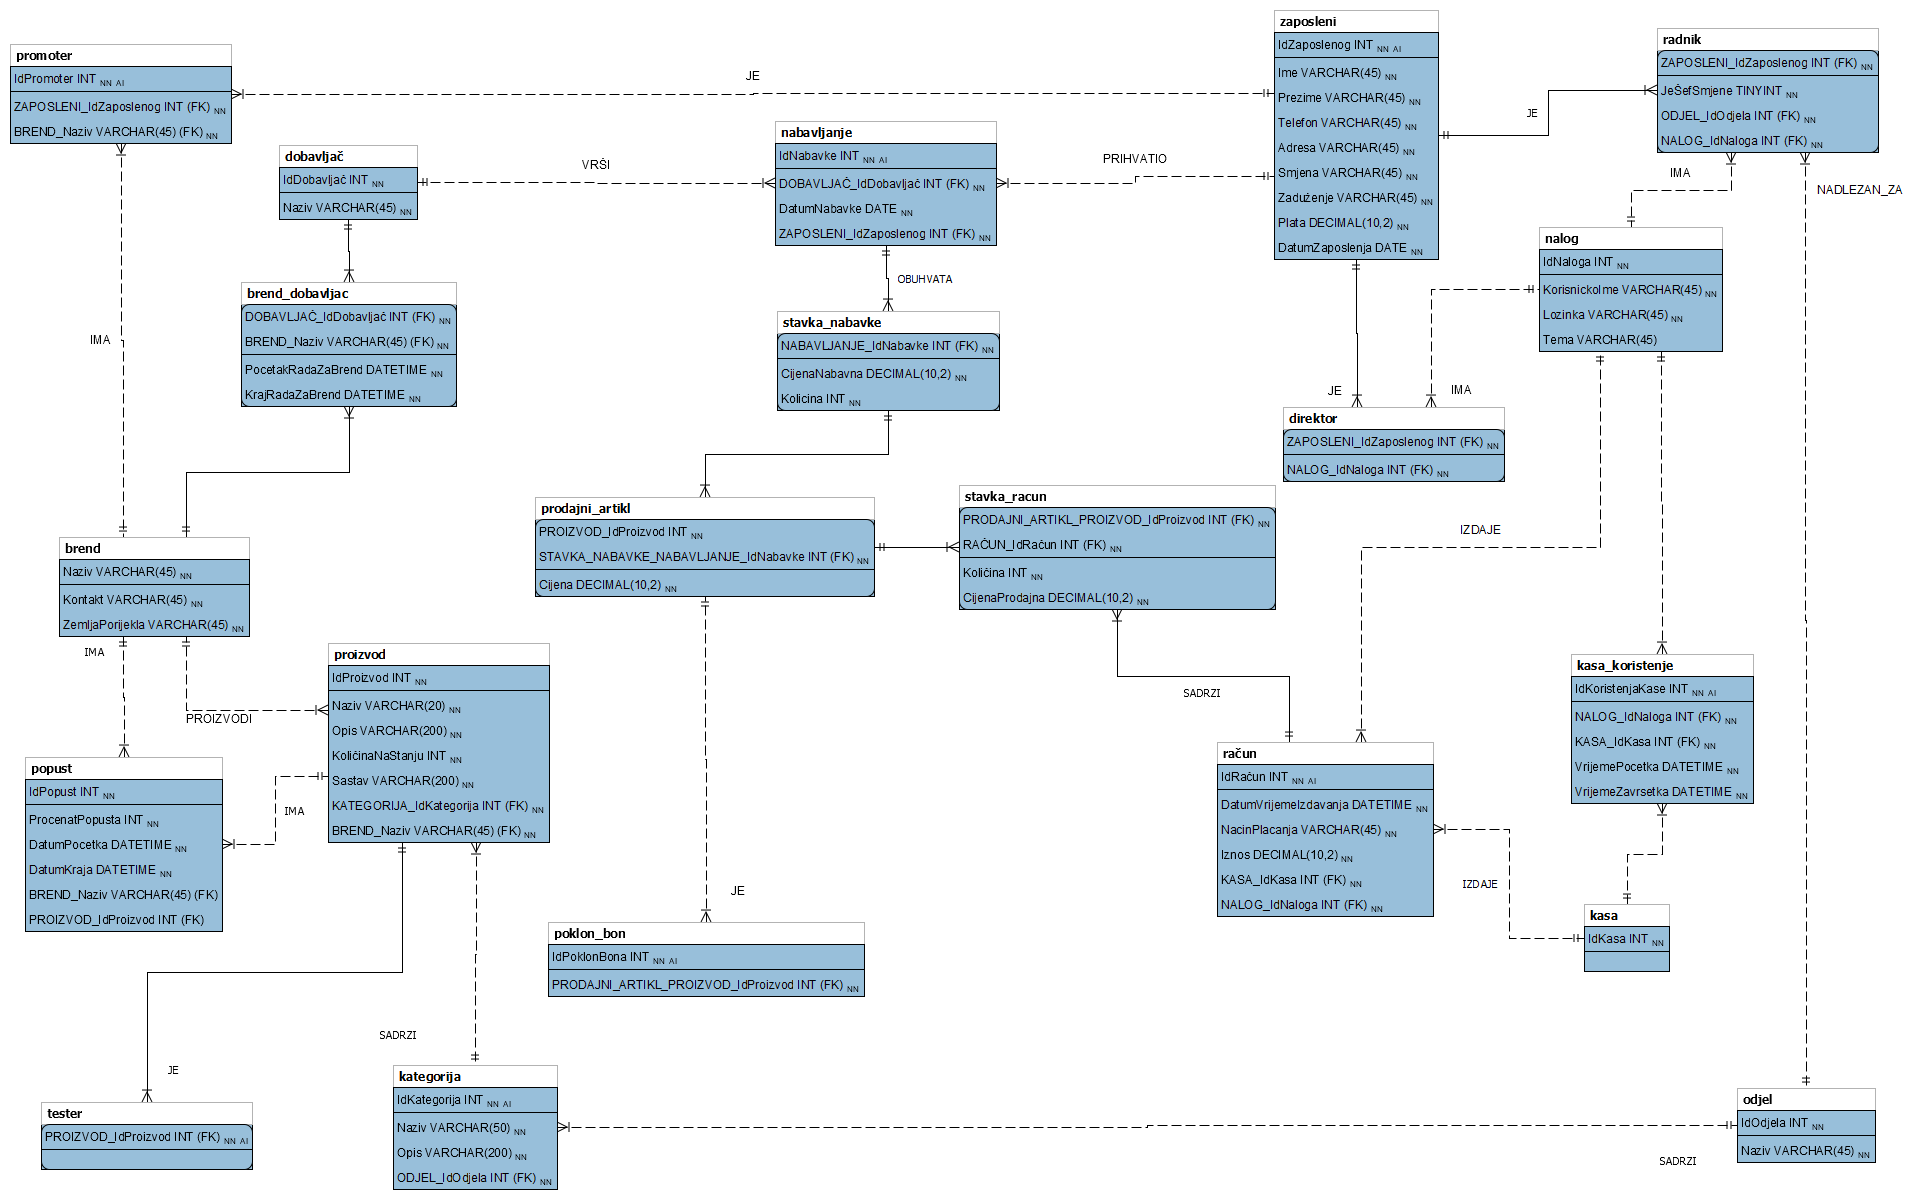 promoter
IdPromoter INT NN AI
ZAPOSLENI_IdZaposlenog INT (FK) NN
BREND_Naziv VARCHAR(45) (FK) NN
JE
zaposleni
IdZaposlenog INT NN AI
Ime VARCHAR(45) NN
Prezime VARCHAR(45) NN
Telefon VARCHAR(45) NN
Adresa VARCHAR(45) NN
Smjena VARCHAR(45) NN
Zaduženje VARCHAR(45) NN
Plata DECIMAL(10,2) NN
DatumZaposlenja DATE NN
JE
radnik
ZAPOSLENI_IdZaposlenog INT (FK) NN
JeŠefSmjene TINYINT NN
ODJEL_IdOdjela INT (FK) NN
NALOG_IdNaloga INT (FK) NN
dobavljač
IdDobavljač INT NN
Naziv VARCHAR(45) NN
VRŠI
nabavljanje
IdNabavke INT NN AI
DOBAVLJAČ_IdDobavljač INT (FK) NN
DatumNabavke DATE NN
ZAPOSLENI_IdZaposlenog INT (FK) NN
PRIHVATIO
IMA
NADLEZAN_ZA
nalog
IdNaloga INT NN
KorisnickoIme VARCHAR(45) NN
Lozinka VARCHAR(45) NN
Tema VARCHAR(45)
OBUHVATA
brend_dobavljac
DOBAVLJAČ_IdDobavljač INT (FK) NN
BREND_Naziv VARCHAR(45) (FK) NN
PocetakRadaZaBrend DATETIME NN
KrajRadaZaBrend DATETIME NN
stavka_nabavke
NABAVLJANJE_IdNabavke INT (FK) NN
CijenaNabavna DECIMAL(10,2) NN
Kolicina INT NN
IMA
JE
IMA
direktor
ZAPOSLENI_IdZaposlenog INT (FK) NN
NALOG_IdNaloga INT (FK) NN
prodajni_artikl
PROIZVOD_IdProizvod INT NN
STAVKA_NABAVKE_NABAVLJANJE_IdNabavke INT (FK) NN
Cijena DECIMAL(10,2) NN
stavka_racun
PRODAJNI_ARTIKL_PROIZVOD_IdProizvod INT (FK) NN
RAČUN_IdRačun INT (FK) NN
Količina INT NN
CijenaProdajna DECIMAL(10,2) NN
IZDAJE
brend
Naziv VARCHAR(45) NN
Kontakt VARCHAR(45) NN
ZemljaPorijekla VARCHAR(45) NN
IMA
PROIZVODI
proizvod
IdProizvod INT NN
Naziv VARCHAR(20) NN
Opis VARCHAR(200) NN
KoličinaNaStanju INT NN
Sastav VARCHAR(200) NN
KATEGORIJA_IdKategorija INT (FK) NN
BREND_Naziv VARCHAR(45) (FK) NN
SADRZI
kasa_koristenje
IdKoristenjaKase INT NN AI
NALOG_IdNaloga INT (FK) NN
KASA_IdKasa INT (FK) NN
VrijemePocetka DATETIME NN
VrijemeZavrsetka DATETIME NN
popust
IdPopust INT NN
ProcenatPopusta INT NN
DatumPocetka DATETIME NN
DatumKraja DATETIME NN
BREND_Naziv VARCHAR(45) (FK)
PROIZVOD_IdProizvod INT (FK)
IMA
račun
IdRačun INT NN AI
DatumVrijemeIzdavanja DATETIME NN
NacinPlacanja VARCHAR(45) NN
Iznos DECIMAL(10,2) NN
KASA_IdKasa INT (FK) NN
NALOG_IdNaloga INT (FK) NN
IZDAJE
JE
poklon_bon
IdPoklonBona INT NN AI
PRODAJNI_ARTIKL_PROIZVOD_IdProizvod INT (FK) NN
kasa
IdKasa INT NN
SADRZI
JE
tester
PROIZVOD_IdProizvod INT (FK) NN AI
kategorija
IdKategorija INT NN AI
Naziv VARCHAR(50) NN
Opis VARCHAR(200) NN
ODJEL_IdOdjela INT (FK) NN
odjel
IdOdjela INT NN
Naziv VARCHAR(45) NN
SADRZI